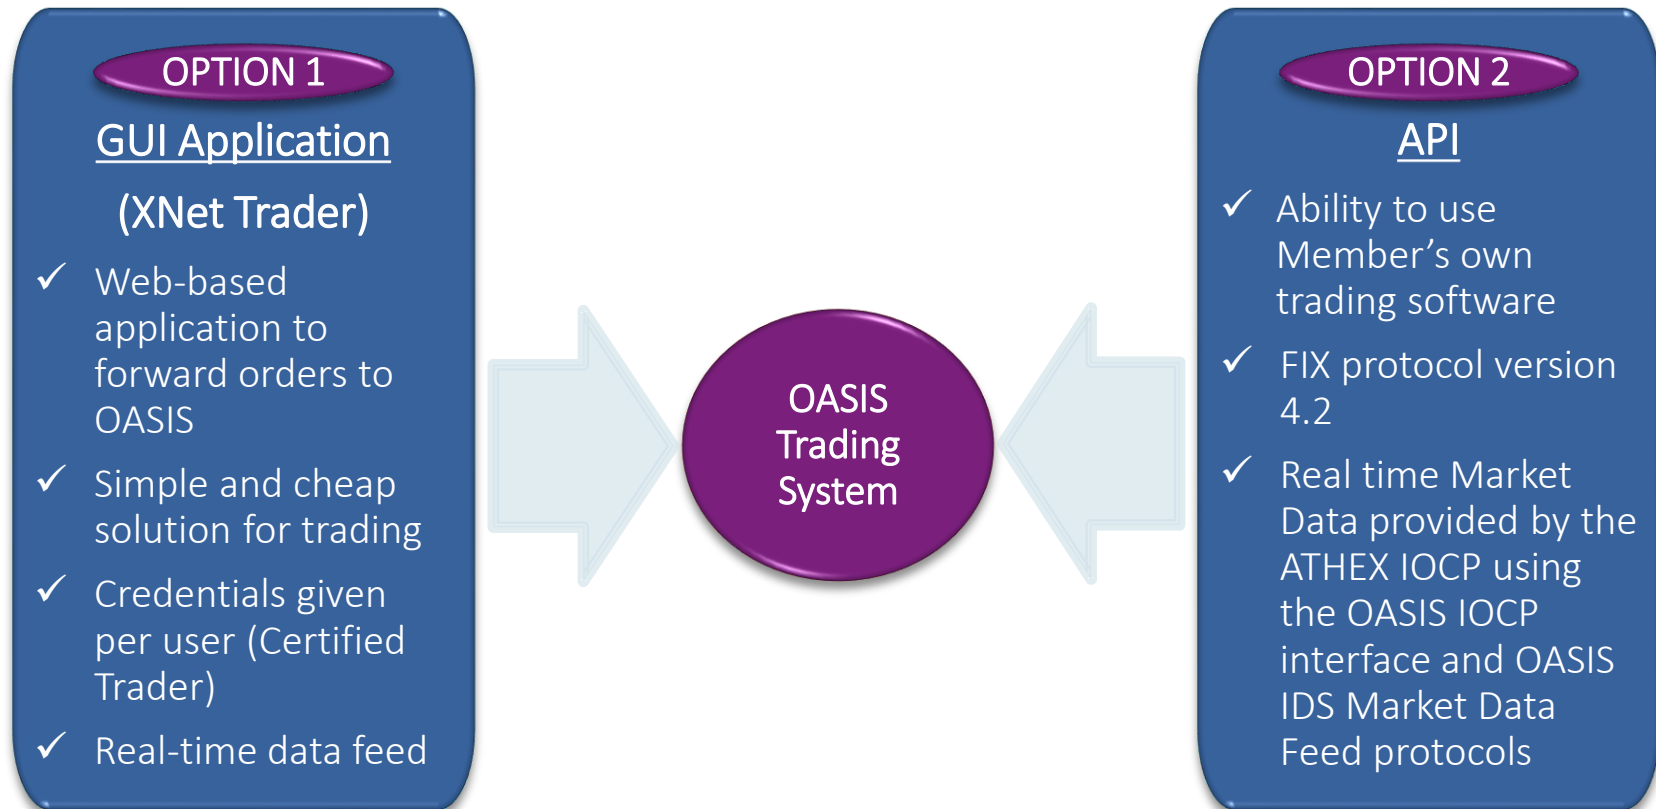 OPTION 1
GUI Application
(XNet Trader)
✓ Web-based
application to
forward orders to
OASIS
✓ Simple and cheap
solution for trading
✓ Credentials given
per user (Certified
Trader)
✓ Real-time data feed
OASIS
Trading
System
OPTION 2
API
✓ Ability to use
Member’s own
trading software
✓ FIX protocol version
4.2
✓ Real time Market
Data provided by the
ATHEX IOCP using
the OASIS IOCP
interface and OASIS
IDS Market Data
Feed protocols